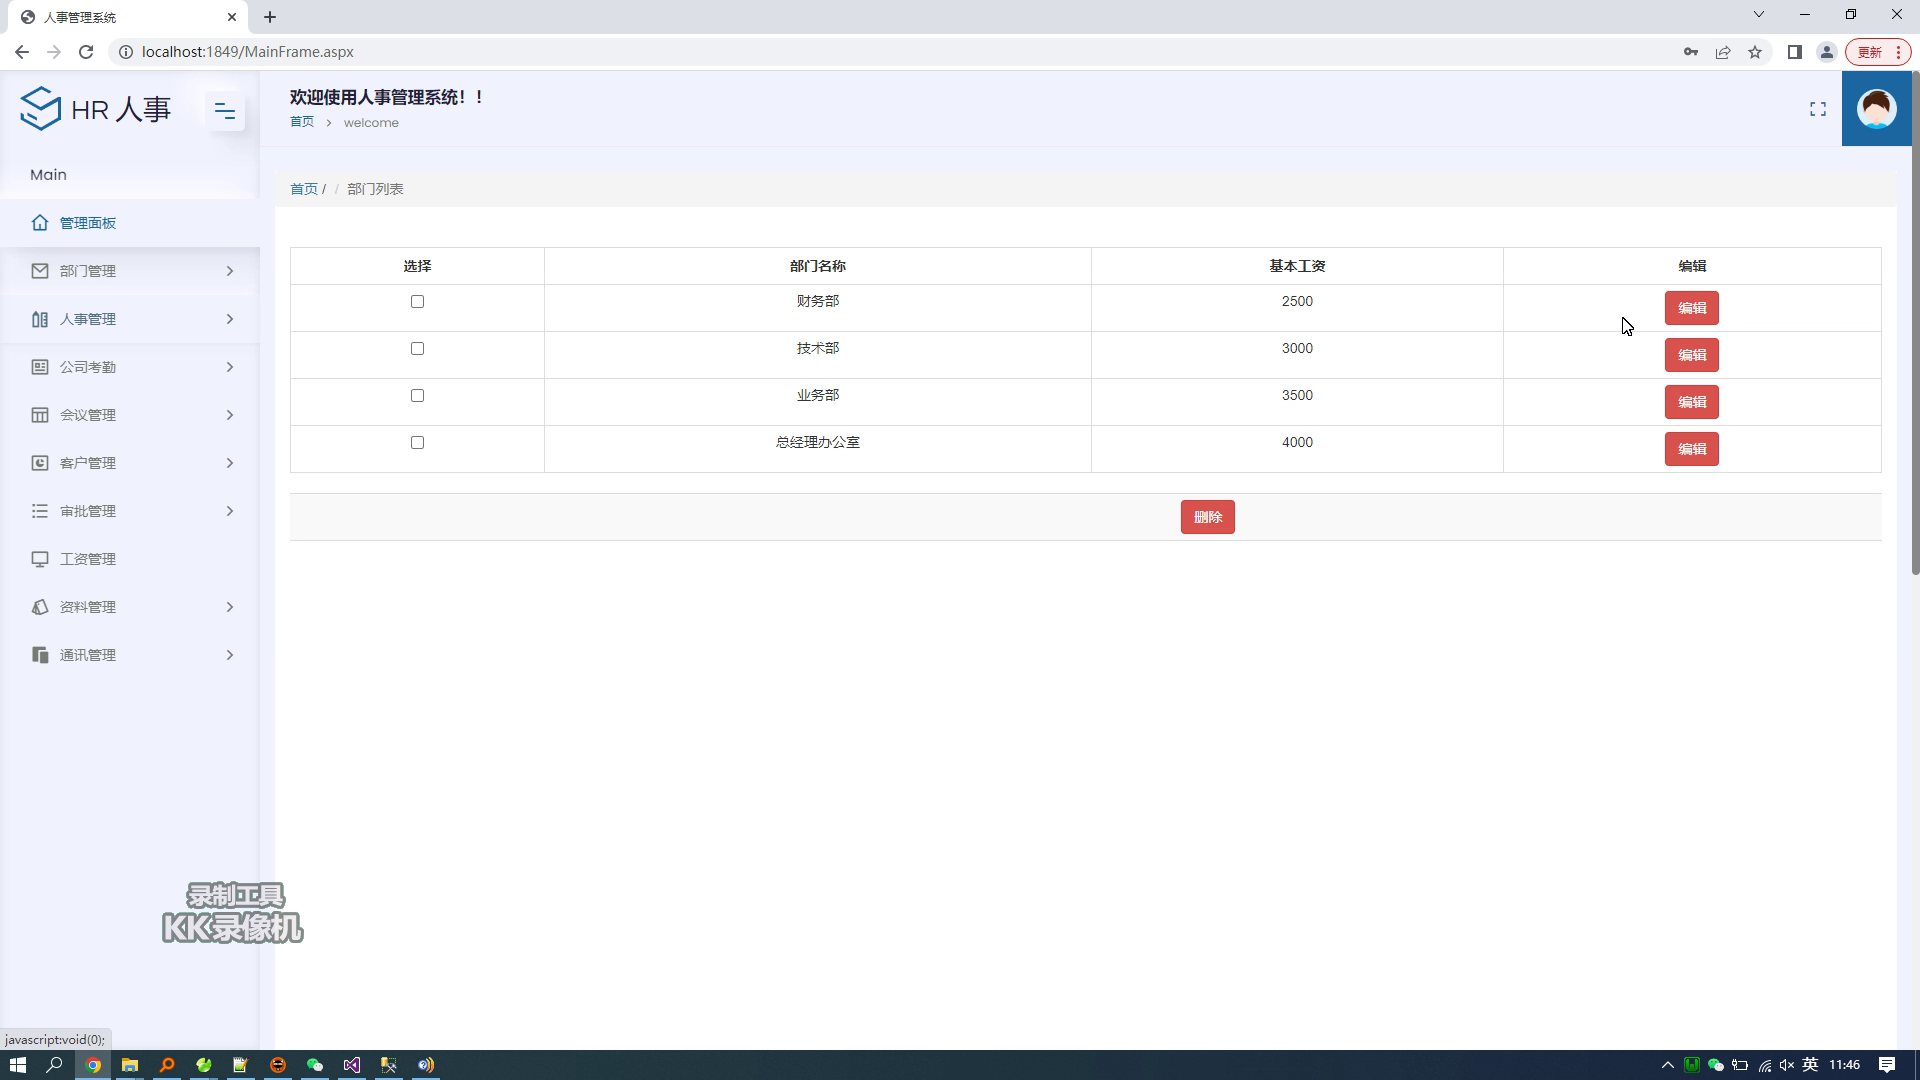 人事管理系统
localhost:1849/MainFrame.aspx
更新
HR 人事
欢迎使用人事管理系统！！
首页 > welcome
Main
首页 / / 部门列表
管理面板
部门管理
人事管理
公司考勤
会议管理
客户管理
审批管理
工资管理
资料管理
通讯管理
选择 部门名称 基本工资 编辑
财务部 2500 编辑
技术部 3000 编辑
业务部 3500 编辑
总经理办公室 4000 编辑
删除
录制工具
KK录像机
javascript:void(0);
英 11:46